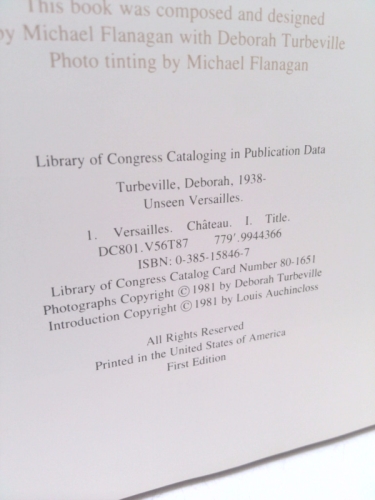 This book was composed and designed
by Michael Flanagan with Deborah Turbeville
Photo tinting by Michael Flanagan
Library of Congress Cataloging in Publication Data
Turbeville, Deborah, 1938-
Unseen Versailles.
1. Versailles. Château. I. Title.
DC801.V56T87 779'.9944366
ISBN: 0-385-15846-7
Library of Congress Catalog Card Number 80-1651
Photographs Copyright © 1981 by Deborah Turbeville
Introduction Copyright © 1981 by Louis Auchincloss
All Rights Reserved
Printed in the United States of America
First Edition